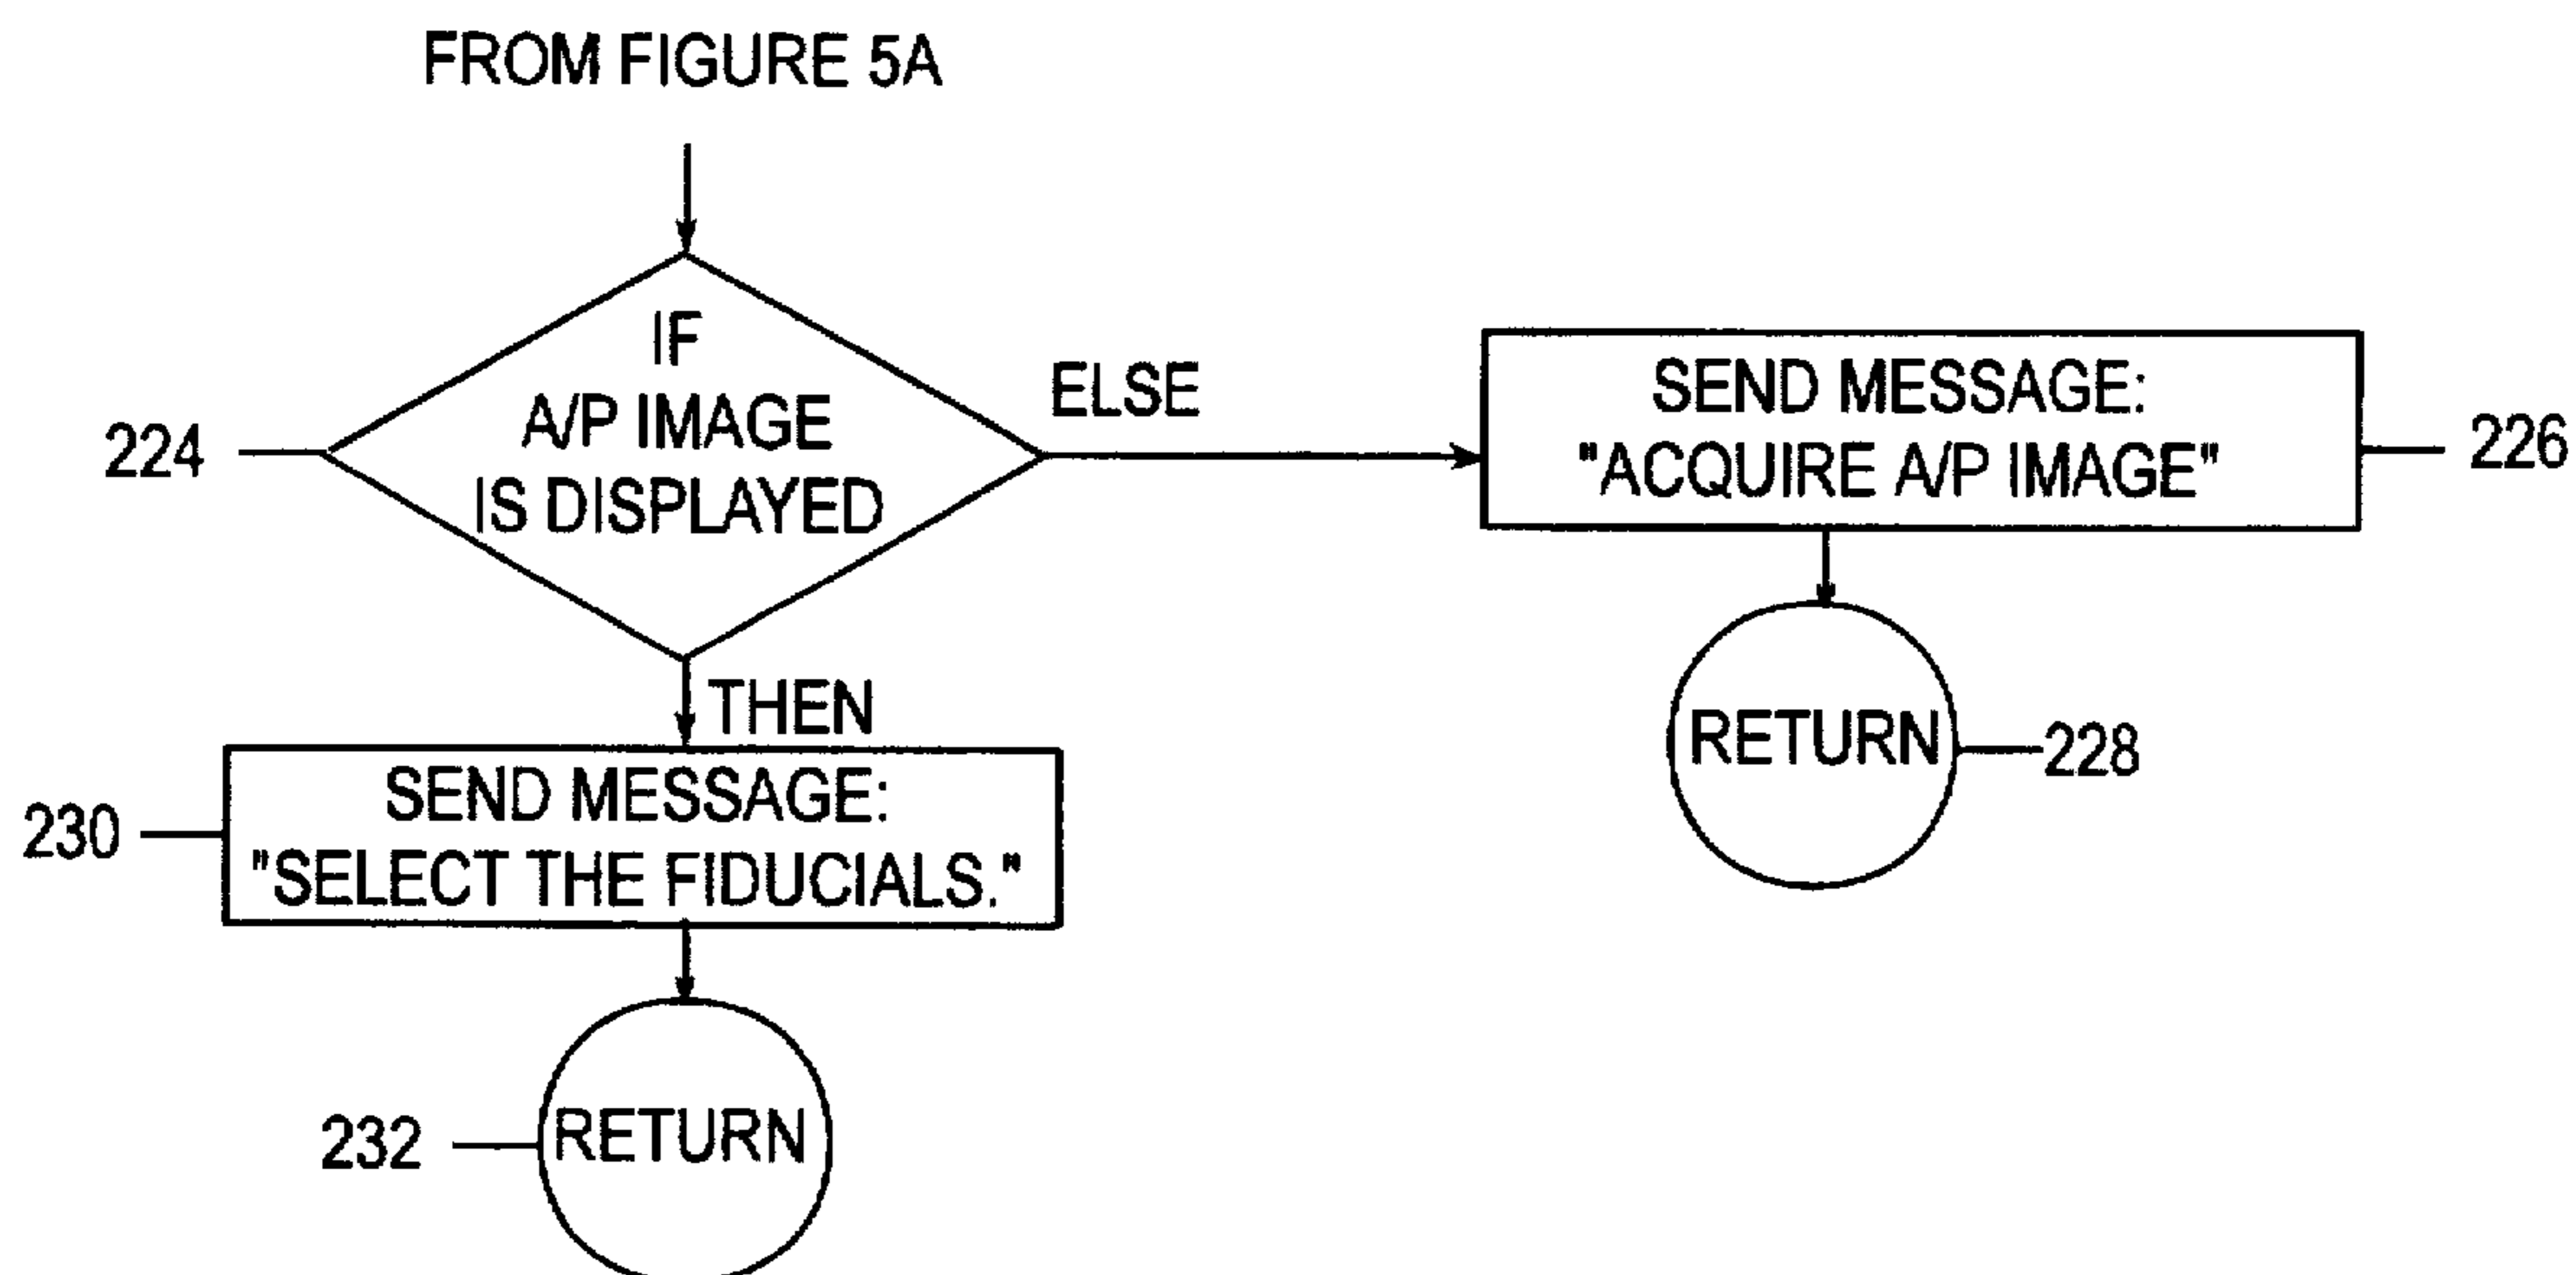 FROM FIGURE 5A
IF
A/P IMAGE
IS DISPLAYED
224
ELSE
SEND MESSAGE:
"ACQUIRE A/P IMAGE"
226
RETURN
228
THEN
SEND MESSAGE:
"SELECT THE FIDUCIALS."
230
RETURN
232